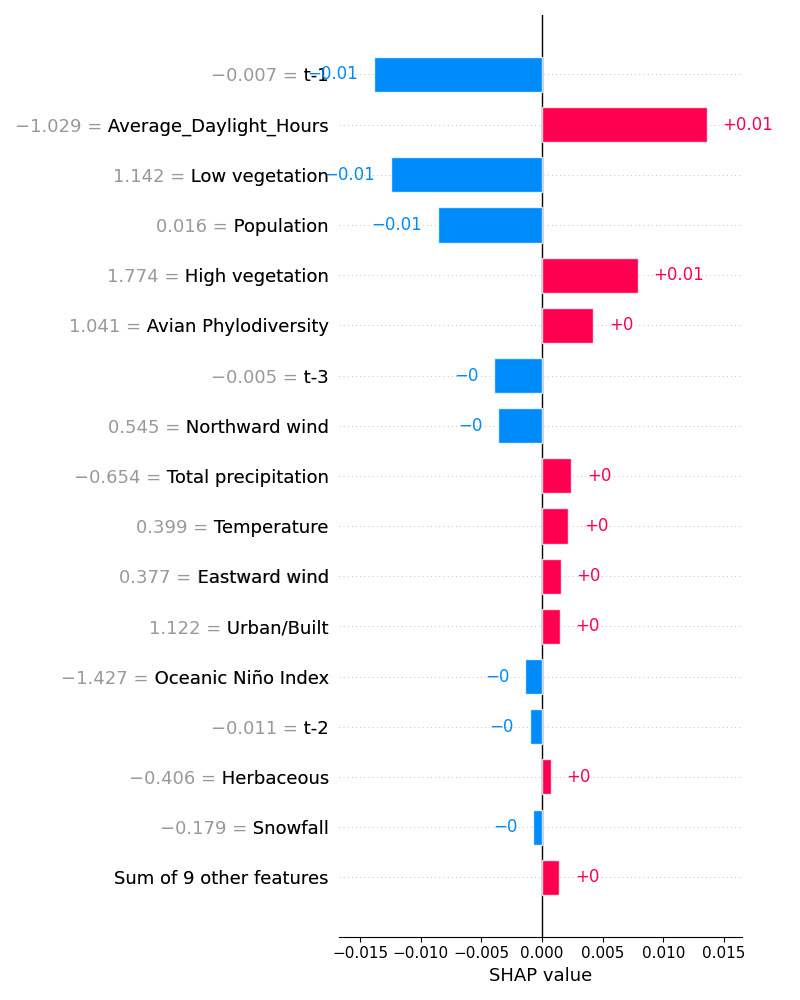 −0.007 = t-1 −0.01
−1.029 = Average_Daylight_Hours +0.01
1.142 = Low vegetation −0.01
0.016 = Population −0.01
1.774 = High vegetation +0.01
1.041 = Avian Phylodiversity +0
−0.005 = t-3 −0
0.545 = Northward wind −0
−0.654 = Total precipitation +0
0.399 = Temperature +0
0.377 = Eastward wind +0
1.122 = Urban/Built +0
−1.427 = Oceanic Niño Index −0
−0.011 = t-2 −0
−0.406 = Herbaceous +0
−0.179 = Snowfall −0
Sum of 9 other features +0
−0.015 −0.010 −0.005 0.000 0.005 0.010 0.015
SHAP value